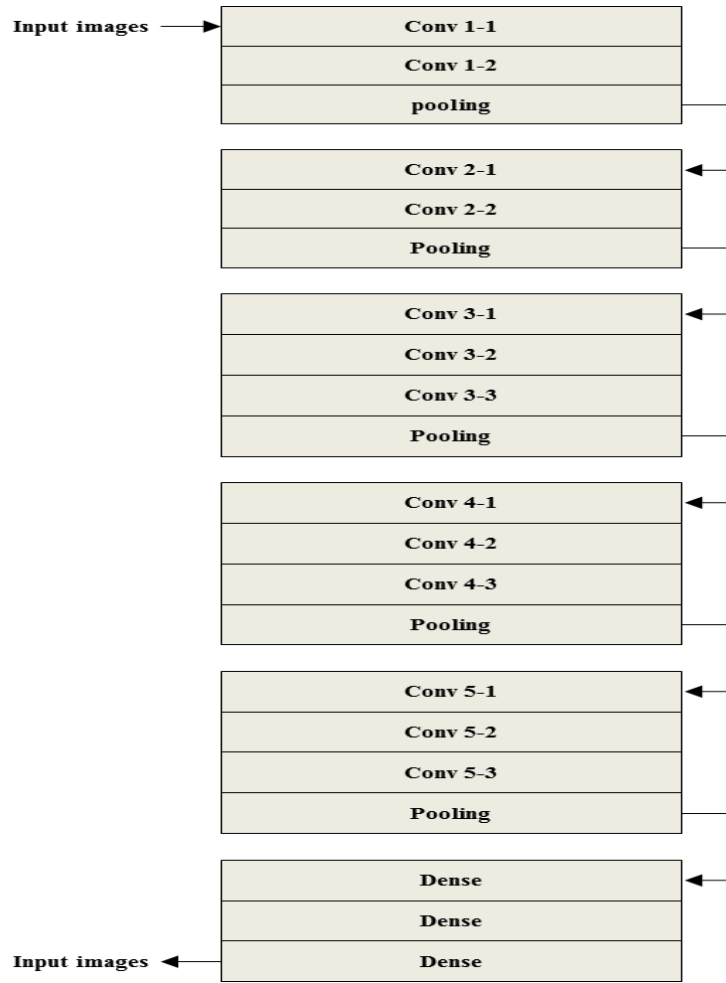 Input images
Conv 1-1
Conv 1-2
pooling
Conv 2-1
Conv 2-2
Pooling
Conv 3-1
Conv 3-2
Conv 3-3
Pooling
Conv 4-1
Conv 4-2
Conv 4-3
Pooling
Conv 5-1
Conv 5-2
Conv 5-3
Pooling
Dense
Dense
Input images
Dense